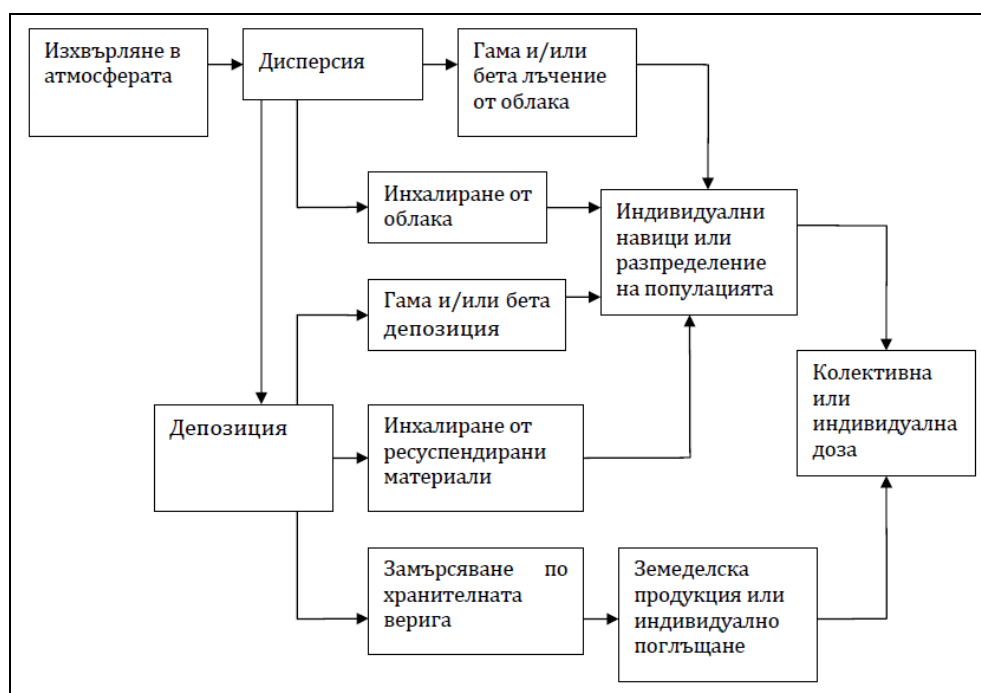 Изхвърляне в
атмосферата
Дисперсия
Гама и/или
бета лъчение
от облака
Инхалиране от
облака
Индивидуални
навици или
разпределение
на популацията
Гама и/или бета
депозиция
Колективна
или
индивидуална
доза
Депозиция
Инхалиране от
ресуспендирани
материали
Замърсяване по
хранителната
верига
Земеделска
продукция или
индивидуално
поглъщане